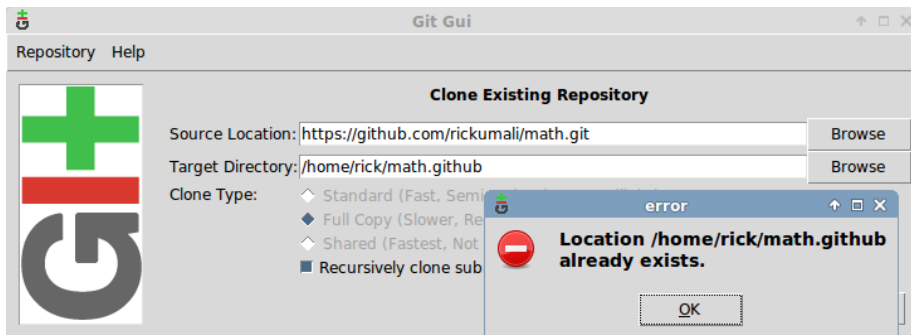 Git Gui
Repository Help
GIT
Clone Existing Repository
Source Location: https://github.com/rickumali/math.git Browse
Target Directory: /home/rick/math.github Browse
Clone Type:
Standard (Fast,
Full Copy (Slower,
Shared (Fastest, Not
Recursively clone
error
Location /home/rick/math.github
already exists.
OK